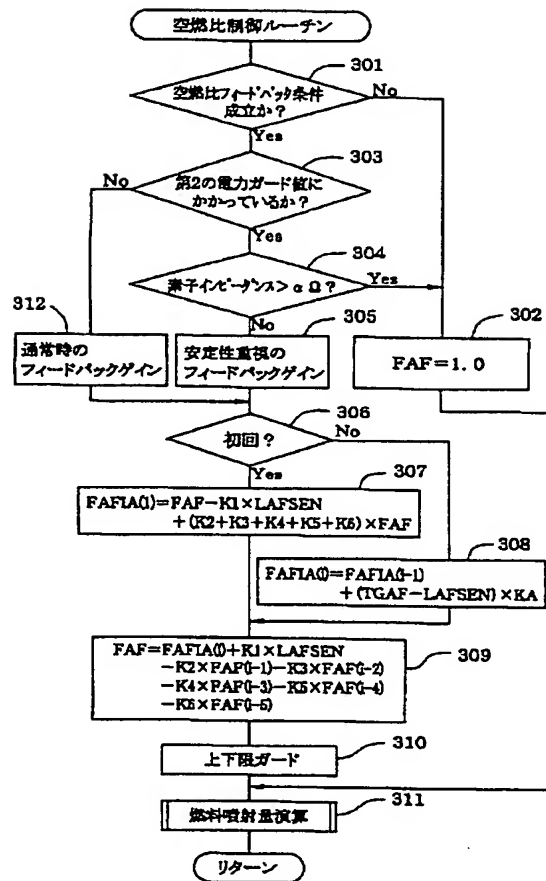 空燃比制御ルーチン
301
空燃比フィードバック条件
成立か?
No
Yes
303
No
第2の電力ガード値に
かかっているか?
Yes
304
素子インピーダンス>αΩ?
Yes
No
312
通常時の
フィードバックゲイン
305
安定性重視の
フィードバックゲイン
302
FAF=1.0
306
初回?
No
Yes
307
FAFIA(i)=FAF-K1×LAFSEN
+(K2+K3+K4+K5+K6)×FAF
308
FAFIA(i)=FAFIA(i-1)
+(TGAF-LAFSEN)×KA
309
FAF=FAFIA(i)+K1×LAFSEN
-K2×FAF(i-1)-K3×FAF(i-2)
-K4×FAF(i-3)-K5×FAF(i-4)
-K6×FAF(i-5)
310
上下限ガード
311
燃料噴射量演算
リターン